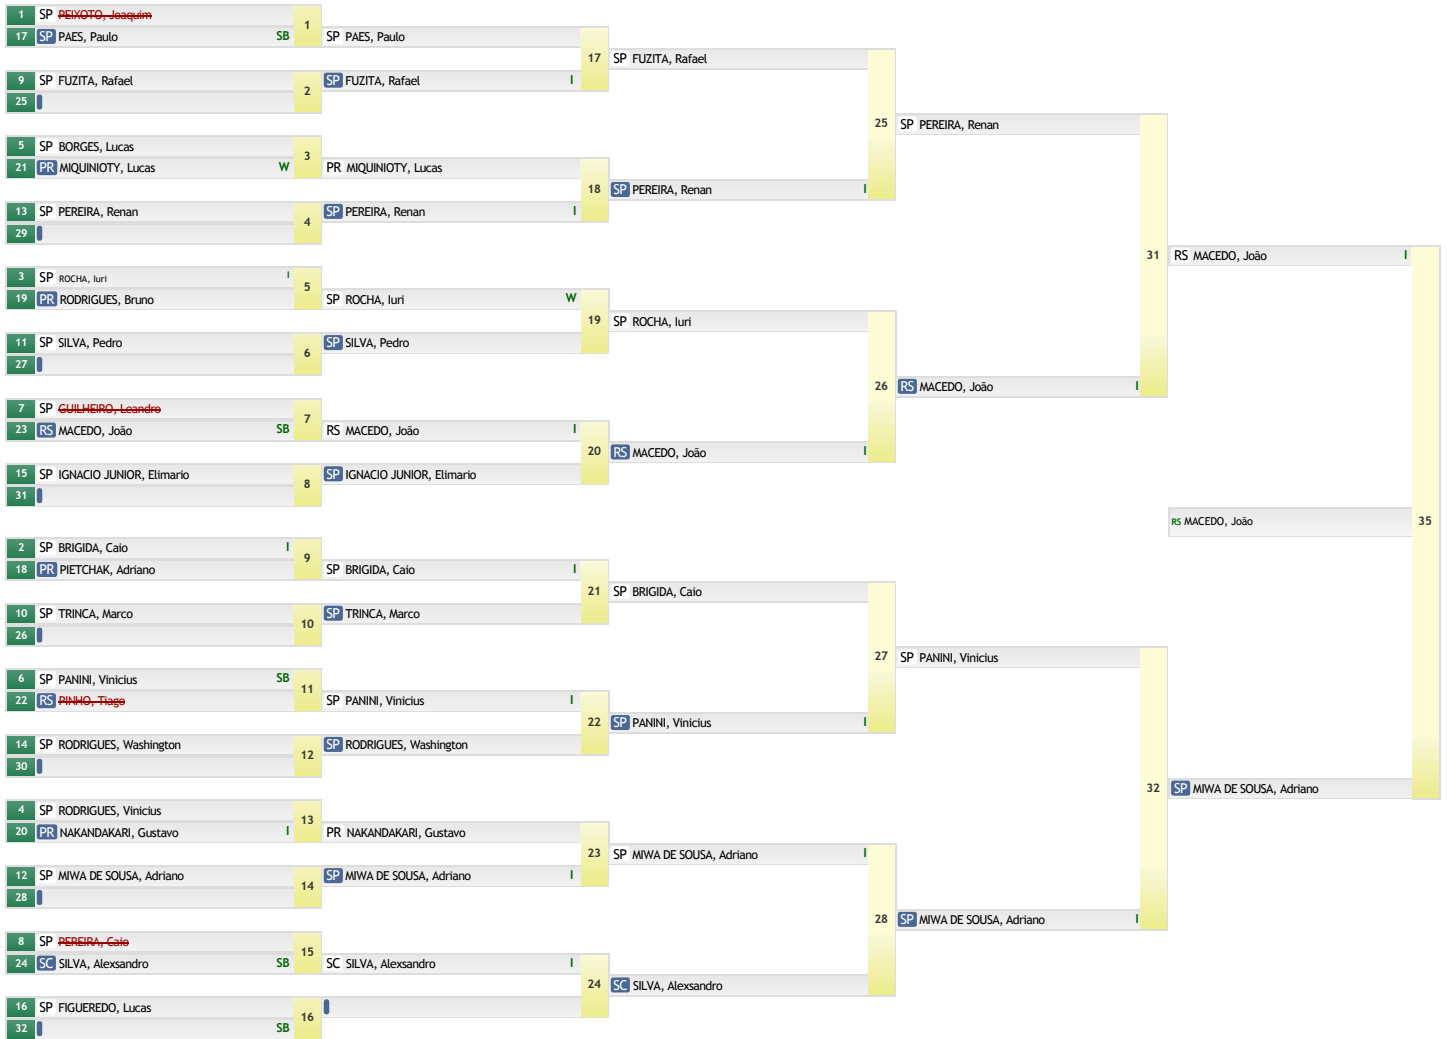 1 SP PEIXOTO, Joaquim
17 SP PAES, Paulo SB
1
9 SP FUZITA, Rafael
25
2
5 SP BORGES, Lucas
21 PR MIQUINIOTY, Lucas W
3
13 SP PEREIRA, Renan
29
4
3 SP ROCHA, Iuri I
19 PR RODRIGUES, Bruno
5
11 SP SILVA, Pedro
27
6
7 SP GUILHEIRO, Leandro
23 RS MACEDO, João SB
7
15 SP IGNACIO JUNIOR, Elimario
31
8
2 SP BRIGIDA, Caio I
18 PR PIETCHAK, Adriano
9
10 SP TRINCA, Marco
26
10
6 SP PANINI, Vinicius SB
22 RS PINHO, Tiago
11
14 SP RODRIGUES, Washington
30
12
4 SP RODRIGUES, Vinicius
20 PR NAKANDAKARI, Gustavo I
13
12 SP MIWA DE SOUSA, Adriano
28
14
8 SP PEREIRA, Caio
24 SC SILVA, Alexsandro SB
15
16 SP FIGUEREDO, Lucas
32 SB
16
SP PAES, Paulo
SP FUZITA, Rafael I
17
PR MIQUINIOTY, Lucas
SP PEREIRA, Renan I
18
SP ROCHA, Iuri W
SP SILVA, Pedro
19
RS MACEDO, João I
SP IGNACIO JUNIOR, Elimario
20
SP BRIGIDA, Caio I
SP TRINCA, Marco
21
SP PANINI, Vinicius I
SP RODRIGUES, Washington
22
PR NAKANDAKARI, Gustavo
SP MIWA DE SOUSA, Adriano I
23
SC SILVA, Alexsandro I
24
SP FUZITA, Rafael
SP PEREIRA, Renan I
25
SP ROCHA, Iuri
RS MACEDO, João I
26
SP BRIGIDA, Caio
SP PANINI, Vinicius I
27
SP MIWA DE SOUSA, Adriano I
SC SILVA, Alexsandro
28
SP PEREIRA, Renan
RS MACEDO, João I
31
SP PANINI, Vinicius
SP MIWA DE SOUSA, Adriano I
32
RS MACEDO, João I
SP MIWA DE SOUSA, Adriano
35
RS MACEDO, João